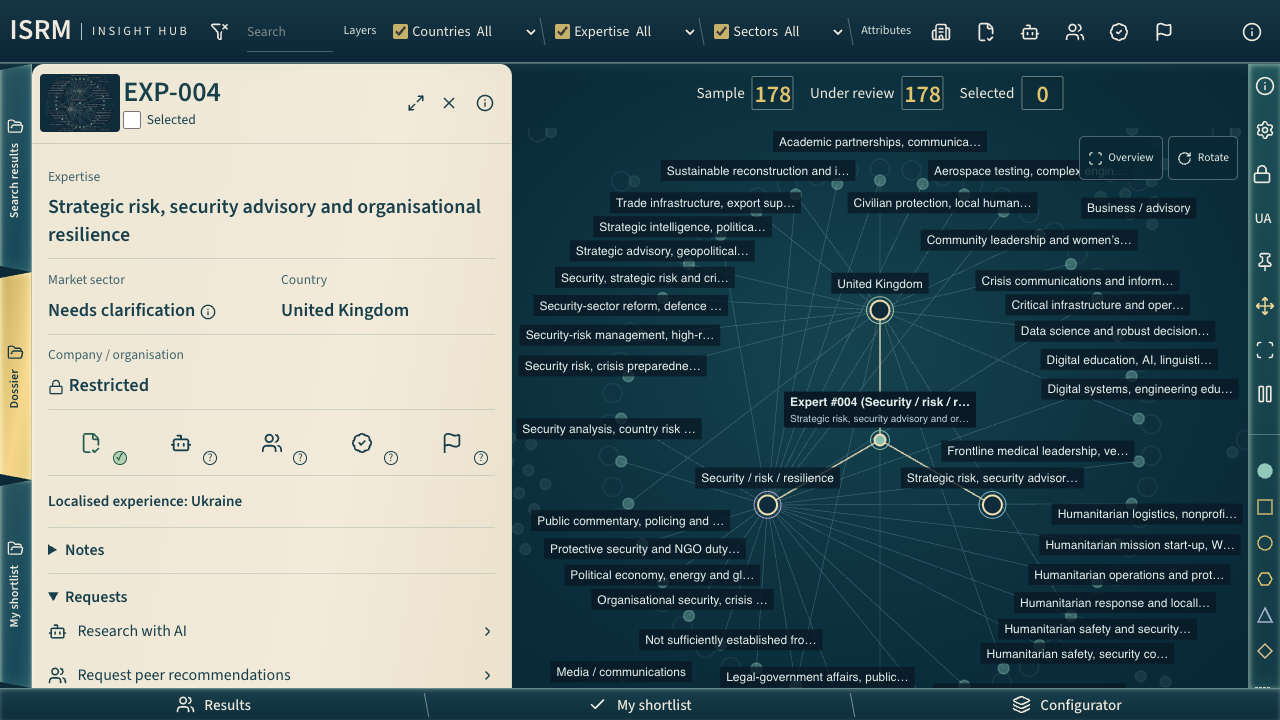 ISRM | INSIGHT HUB
Search
Layers
Countries All
Expertise All
Sectors All
Attributes
Search results
Dossier
My shortlist
EXP-004
Selected
Expertise
Strategic risk, security advisory and organisational
resilience
Market sector
Country
Needs clarification
United Kingdom
Company / organisation
Restricted
Localised experience: Ukraine
Notes
Requests
Research with AI
Request peer recommendations
Sample 178
Under review 178
Selected 0
Overview
Rotate
UA
Academic partnerships, communica…
Sustainable reconstruction and i…
Aerospace testing, complex engin…
Trade infrastructure, export sup…
Civilian protection, local human…
Business / advisory
Strategic intelligence, politica…
Community leadership and women's…
Strategic advisory, geopolitical…
Security, strategic risk and cri…
United Kingdom
Crisis communications and inform…
Security-sector reform, defence …
Critical infrastructure and oper…
Security-risk management, high-r…
Data science and robust decision…
Security risk, crisis preparedne…
Digital education, AI, linguisti…
Digital systems, engineering edu…
Expert #004 (Security / risk / r…
Strategic risk, security advisory and or…
Security analysis, country risk …
Frontline medical leadership, ve…
Security / risk / resilience
Strategic risk, security advisor…
Public commentary, policing and …
Humanitarian logistics, nonprofi…
Protective security and NGO duty…
Humanitarian mission start-up, W…
Political economy, energy and gl…
Humanitarian operations and prot…
Organisational security, crisis …
Humanitarian response and locall…
Humanitarian safety and security…
Not sufficiently established fro…
Humanitarian safety, security co…
Media / communications
Legal-government affairs, public…
Results
My shortlist
Configurator